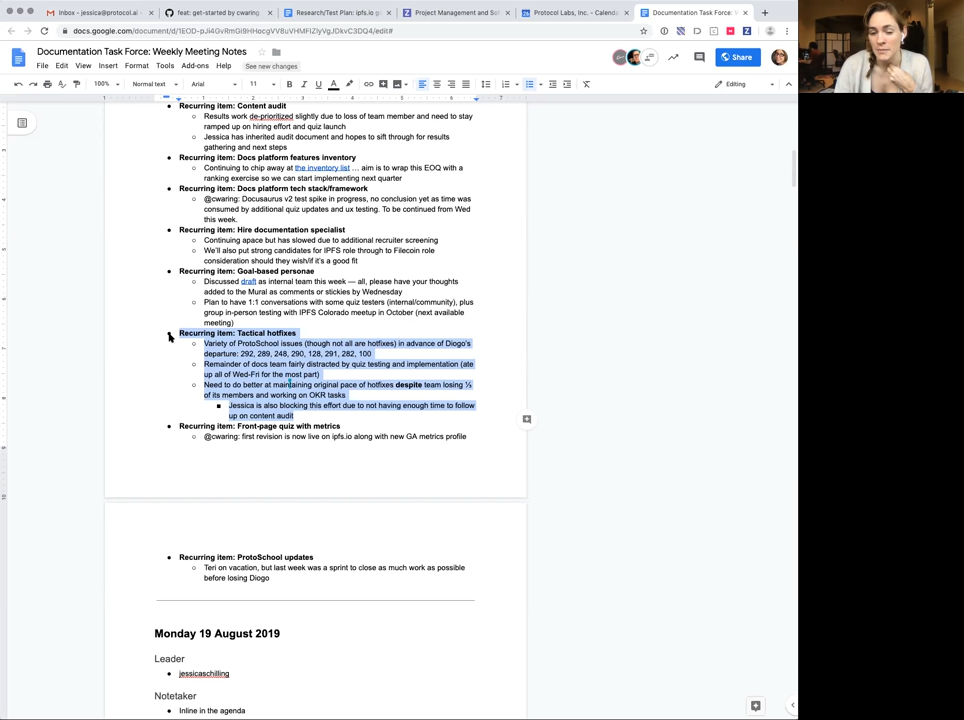 Inbox - jessica@protocol.ai
feat: get-started by cwaring
Research/Test Plan: ipfs.io g
Project Management and Sof
Protocol Labs, Inc. - Calenda
Documentation Task Force: W
docs.google.com/document/d/1EOD-pJi4GvRmGi9HHocgVV8uVHMFIZIyVgJDkvC3DQ4/edit#
Documentation Task Force: Weekly Meeting Notes
File Edit View Insert Format Tools Add-ons Help See new changes
Share
100% Normal text Arial 11 B I U A Editing
Recurring item: Content audit
Results work de-prioritized slightly due to loss of team member and need to stay
ramped up on hiring effort and quiz launch
Jessica has inherited audit document and hopes to sift through for results
gathering and next steps
Recurring item: Docs platform features inventory
Continuing to chip away at the inventory list … aim is to wrap this EOQ with a
ranking exercise so we can start implementing next quarter
Recurring item: Docs platform tech stack/framework
@cwaring: Docusaurus v2 test spike in progress, no conclusion yet as time was
consumed by additional quiz updates and ux testing. To be continued from Wed
this week.
Recurring item: Hire documentation specialist
Continuing apace but has slowed due to additional recruiter screening
We'll also put strong candidates for IPFS role through to Filecoin role
consideration should they wish/if it's a good fit
Recurring item: Goal-based personae
Discussed draft as internal team this week — all, please have your thoughts
added to the Mural as comments or stickies by Wednesday
Plan to have 1:1 conversations with some quiz testers (internal/community), plus
group in-person testing with IPFS Colorado meetup in October (next available
meeting)
Recurring item: Tactical hotfixes
Variety of ProtoSchool issues (though not all are hotfixes) in advance of Diogo's
departure: 292, 289, 248, 290, 128, 291, 282, 100
Remainder of docs team fairly distracted by quiz testing and implementation (ate
up all of Wed-Fri for the most part)
Need to do better at maintaining original pace of hotfixes despite team losing ⅓
of its members and working on OKR tasks
Jessica is also blocking this effort due to not having enough time to follow
up on content audit
Recurring item: Front-page quiz with metrics
@cwaring: first revision is now live on ipfs.io along with new GA metrics profile
Recurring item: ProtoSchool updates
Teri on vacation, but last week was a sprint to close as much work as possible
before losing Diogo
Monday 19 August 2019
Leader
jessicaschilling
Notetaker
Inline in the agenda